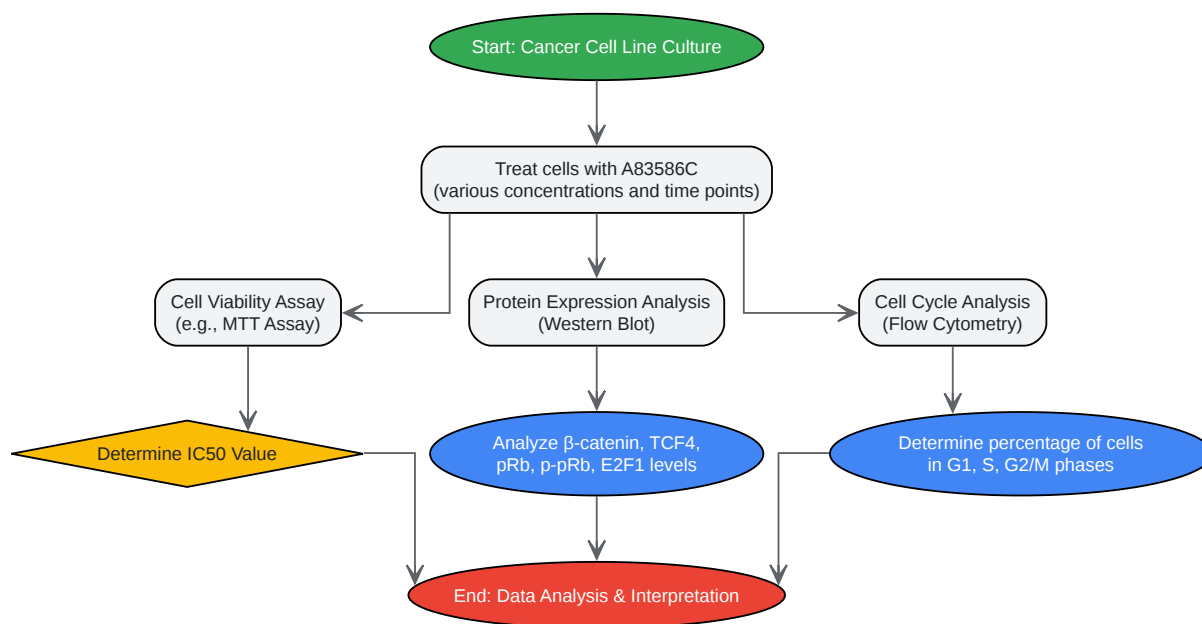 Start: Cancer Cell Line Culture
Treat cells with A83586C
(various concentrations and time points)
Cell Viability Assay
(e.g., MTT Assay)
Protein Expression Analysis
(Western Blot)
Cell Cycle Analysis
(Flow Cytometry)
Determine IC50 Value
Analyze β-catenin, TCF4,
pRb, p-pRb, E2F1 levels
Determine percentage of cells
in G1, S, G2/M phases
End: Data Analysis & Interpretation